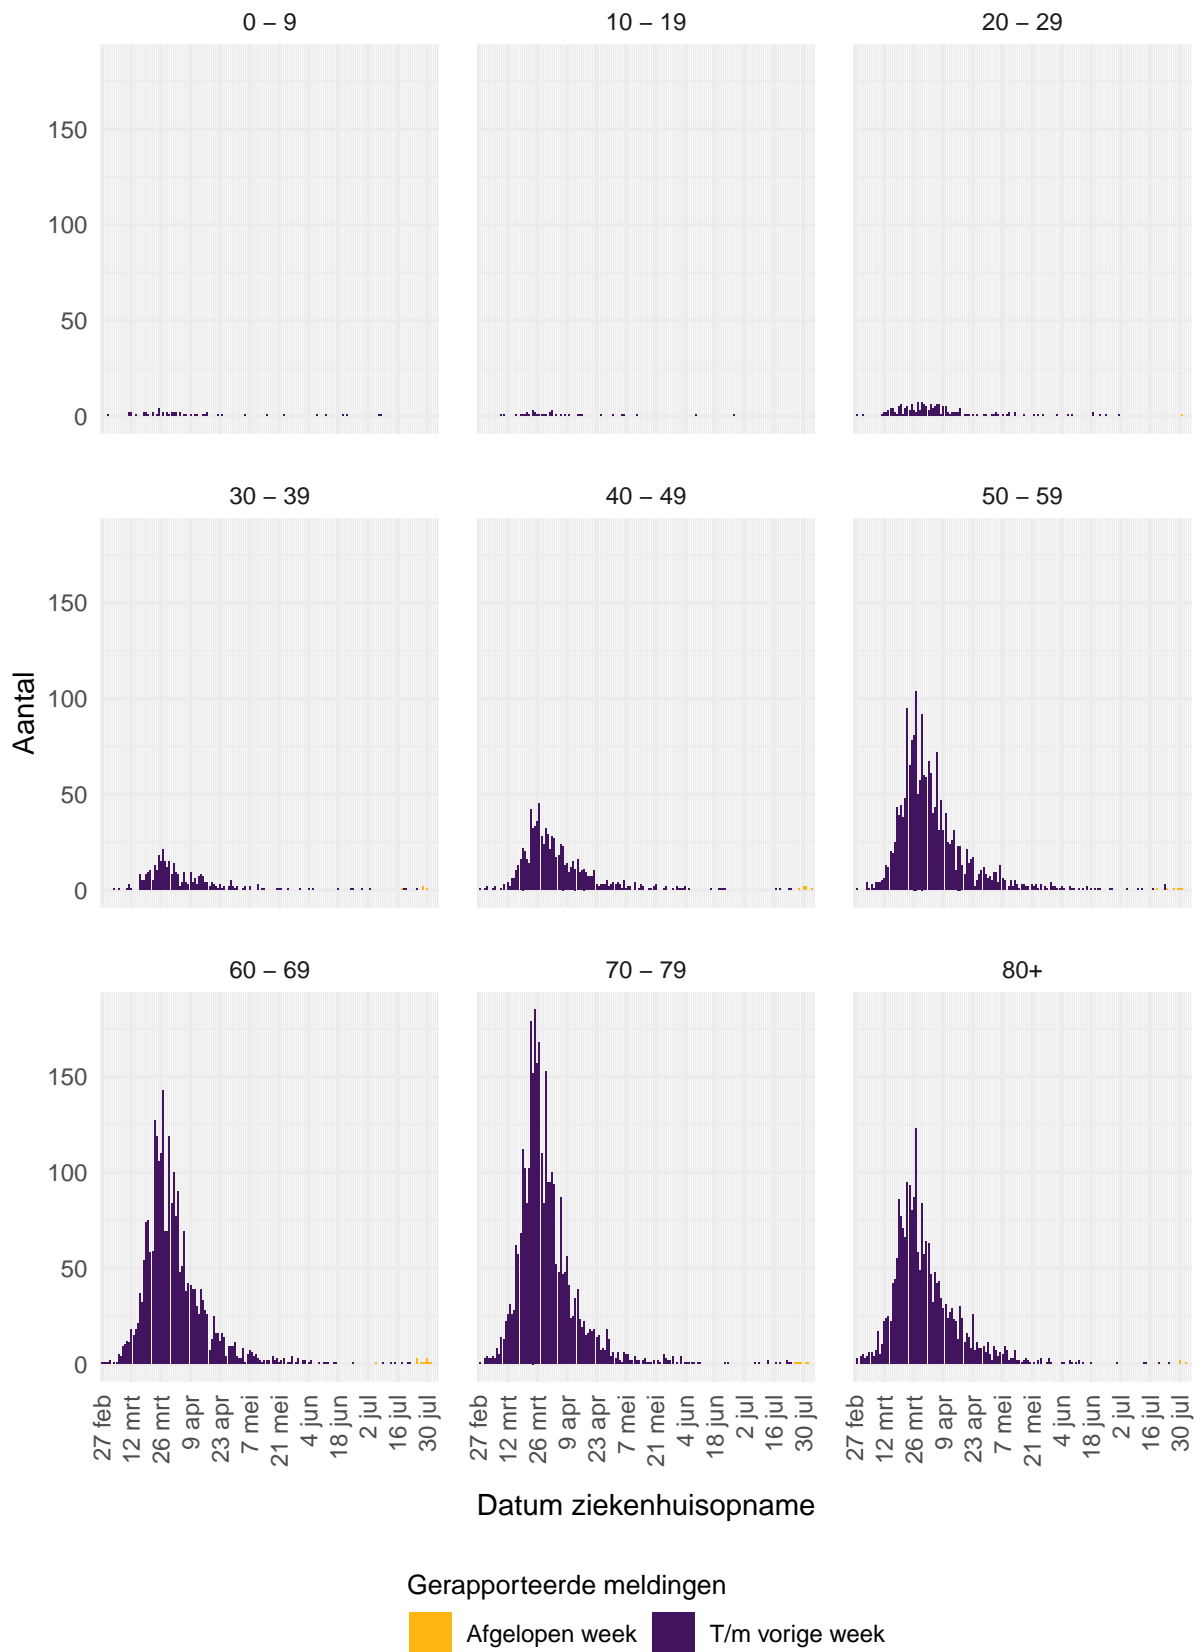 0 – 9
10 – 19
20 – 29
150
100
50
0
30 – 39
40 – 49
50 – 59
150
100
50
0
Aantal
60 – 69
70 – 79
80+
150
100
50
0
27 feb
12 mrt
26 mrt
9 apr
23 apr
7 mei
21 mei
4 jun
18 jun
2 jul
16 jul
30 jul
27 feb
12 mrt
26 mrt
9 apr
23 apr
7 mei
21 mei
4 jun
18 jun
2 jul
16 jul
30 jul
27 feb
12 mrt
26 mrt
9 apr
23 apr
7 mei
21 mei
4 jun
18 jun
2 jul
16 jul
30 jul
Datum ziekenhuisopname
Gerapporteerde meldingen
Afgelopen week
T/m vorige week